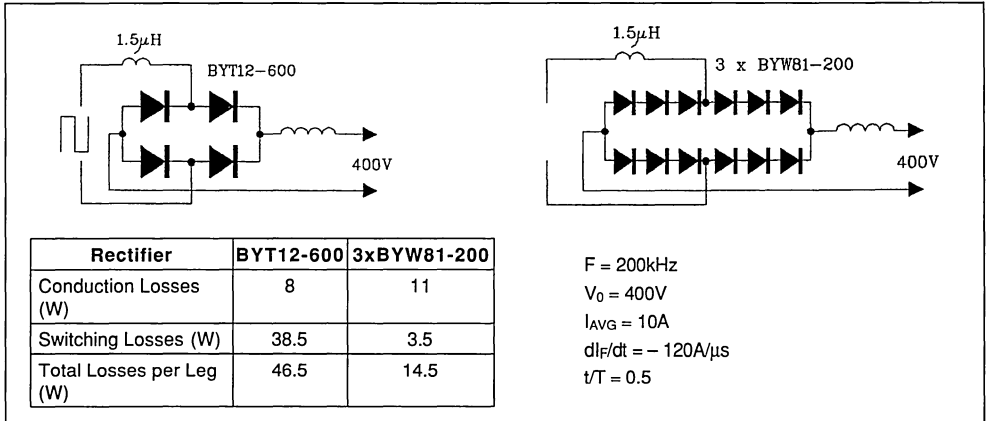 1.5μH
BYT12-600
400V
1.5μH
3 x BYW81-200
400V
Rectifier BYT12-600 3xBYW81-200
Conduction Losses (W) 8 11
Switching Losses (W) 38.5 3.5
Total Losses per Leg (W) 46.5 14.5
F = 200kHz
V₀ = 400V
IAVG = 10A
dIF/dt = – 120A/μs
t/T = 0.5